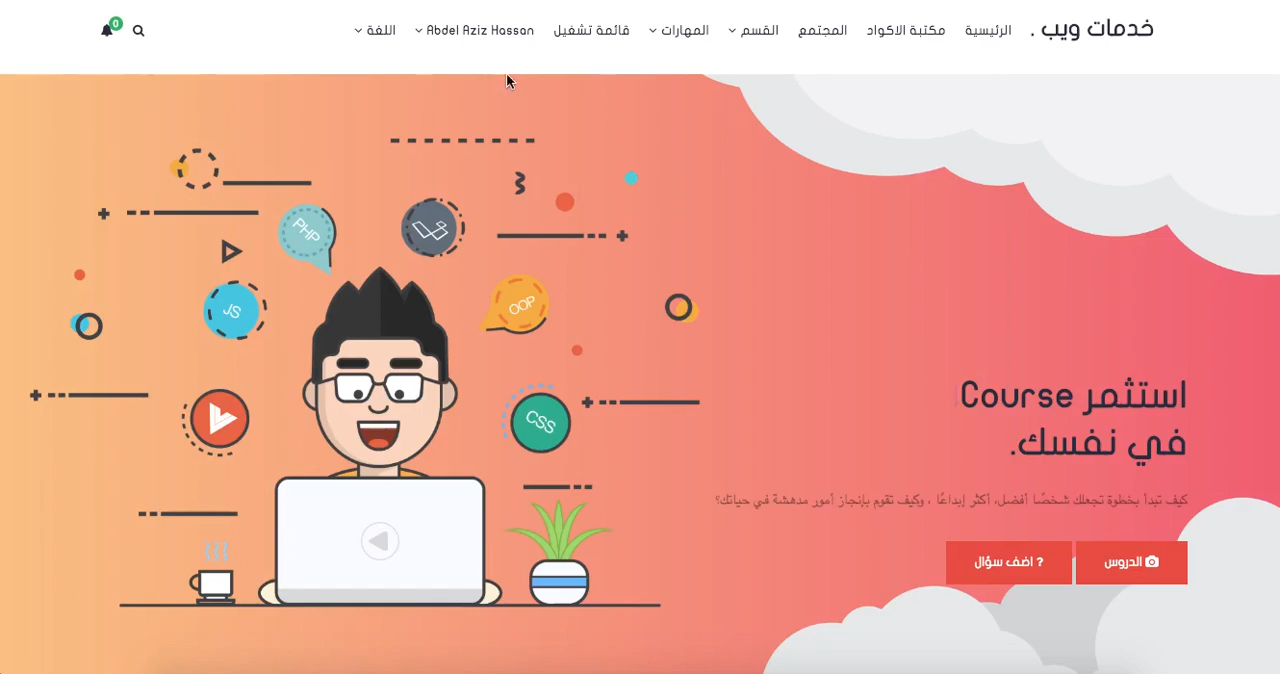 خدمات ويب .
الرئيسية
مكتبة الاكواد
المجتمع
القسم
المهارات
قائمة تشغيل
Abdel Aziz Hassan
اللغة
0
PHP
JS
OOP
CSS
استثمر Course
في نفسك.
كيف تبدأ بخطوة تجعلك شخصًا أفضل، أكثر إبداعًا ، وكيف تقوم بإنجاز أمور مدهشة في حياتك؟
الدروس
? اضف سؤال